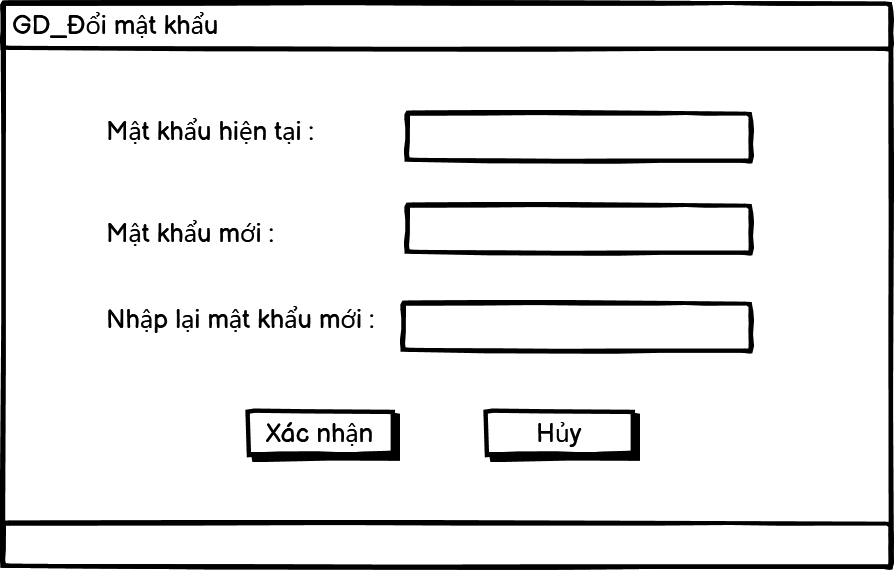 GD_Đổi mật khẩu
Mật khẩu hiện tại :
Mật khẩu mới :
Nhập lại mật khẩu mới :
Xác nhận
Hủy